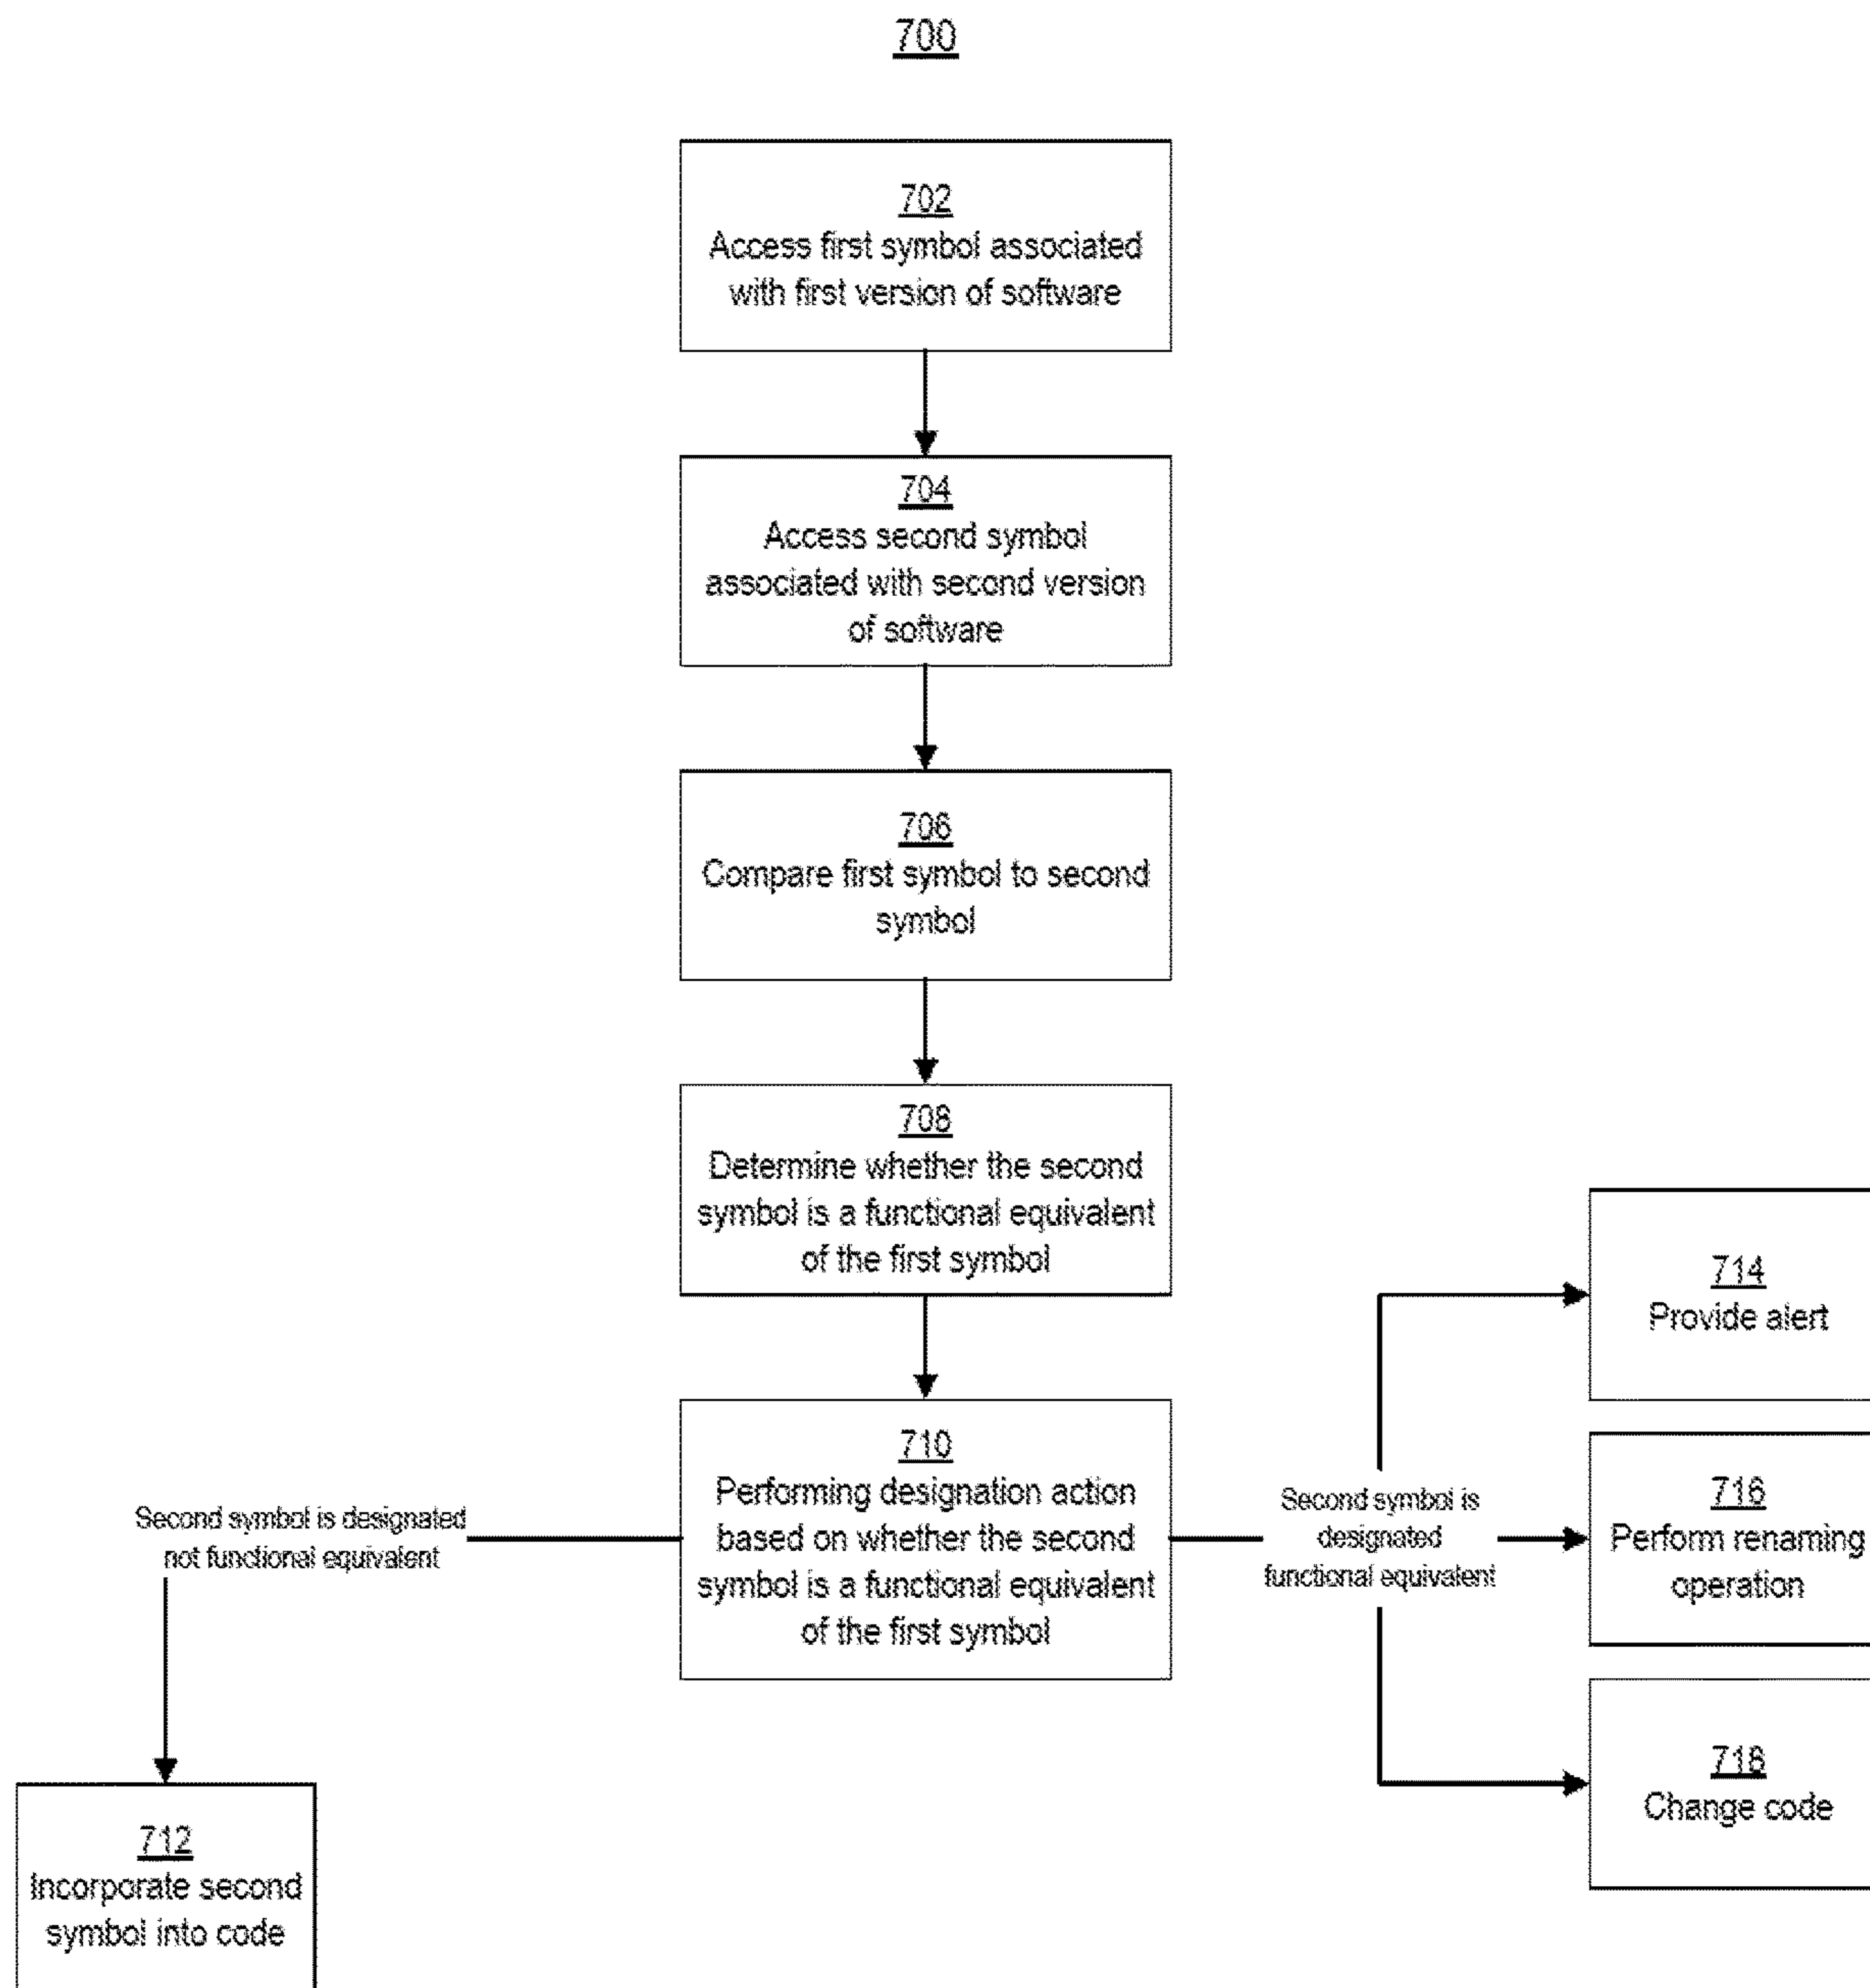 700
702
Access first symbol associated
with first version of software
704
Access second symbol
associated with second version
of software
706
Compare first symbol to second
symbol
708
Determine whether the second
symbol is a functional equivalent
of the first symbol
710
Performing designation action
based on whether the second
symbol is a functional equivalent
of the first symbol
Second symbol is designated
not functional equivalent
712
Incorporate second
symbol into code
Second symbol is
designated
functional equivalent
714
Provide alert
716
Perform renaming
operation
718
Change code